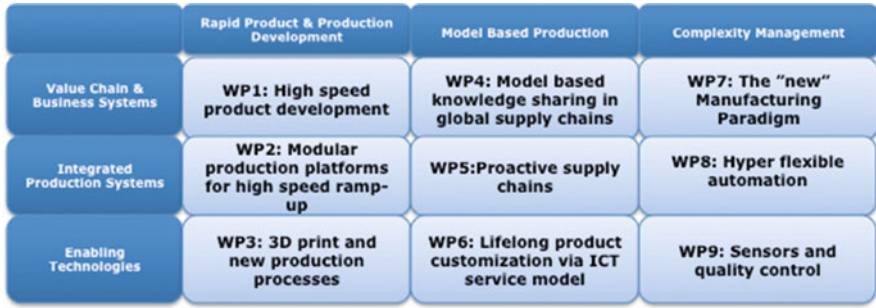 Rapid Product & Production
Development
Model Based Production
Complexity Management
Value Chain &
Business Systems
WP1: High speed
product development
WP4: Model based
knowledge sharing in
global supply chains
WP7: The “new”
Manufacturing
Paradigm
Integrated
Production Systems
WP2: Modular
production platforms
for high speed ramp-
up
WP5:Proactive supply
chains
WP8: Hyper flexible
automation
Enabling
Technologies
WP3: 3D print and
new production
processes
WP6: Lifelong product
customization via ICT
service model
WP9: Sensors and
quality control